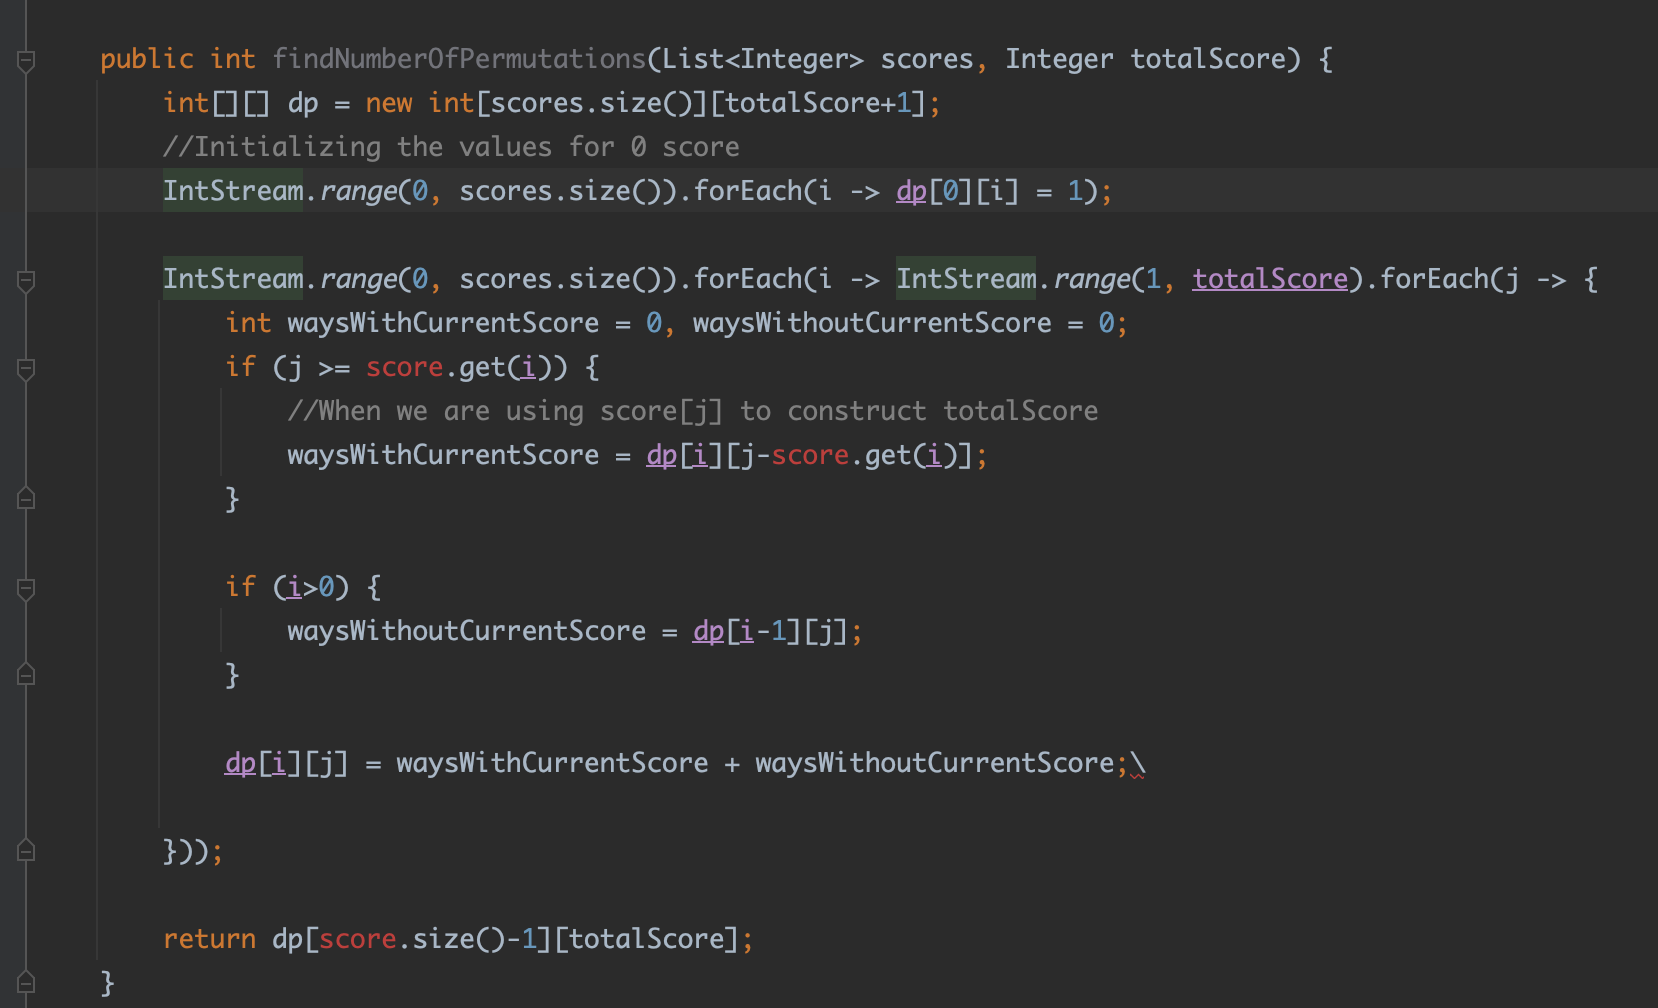 public int findNumberOfPermutations(List<Integer> scores, Integer totalScore) {
int[][] dp = new int[scores.size()][totalScore+1];
//Initializing the values for 0 score
IntStream.range(0, scores.size()).forEach(i -> dp[0][i] = 1);
IntStream.range(0, scores.size()).forEach(i -> IntStream.range(1, totalScore).forEach(j -> {
int waysWithCurrentScore = 0, waysWithoutCurrentScore = 0;
if (j >= score.get(i)) {
//When we are using score[j] to construct totalScore
waysWithCurrentScore = dp[i][j-score.get(i)];
}
if (i>0) {
waysWithoutCurrentScore = dp[i-1][j];
}
dp[i][j] = waysWithCurrentScore + waysWithoutCurrentScore;\
}));
return dp[score.size()-1][totalScore];
}